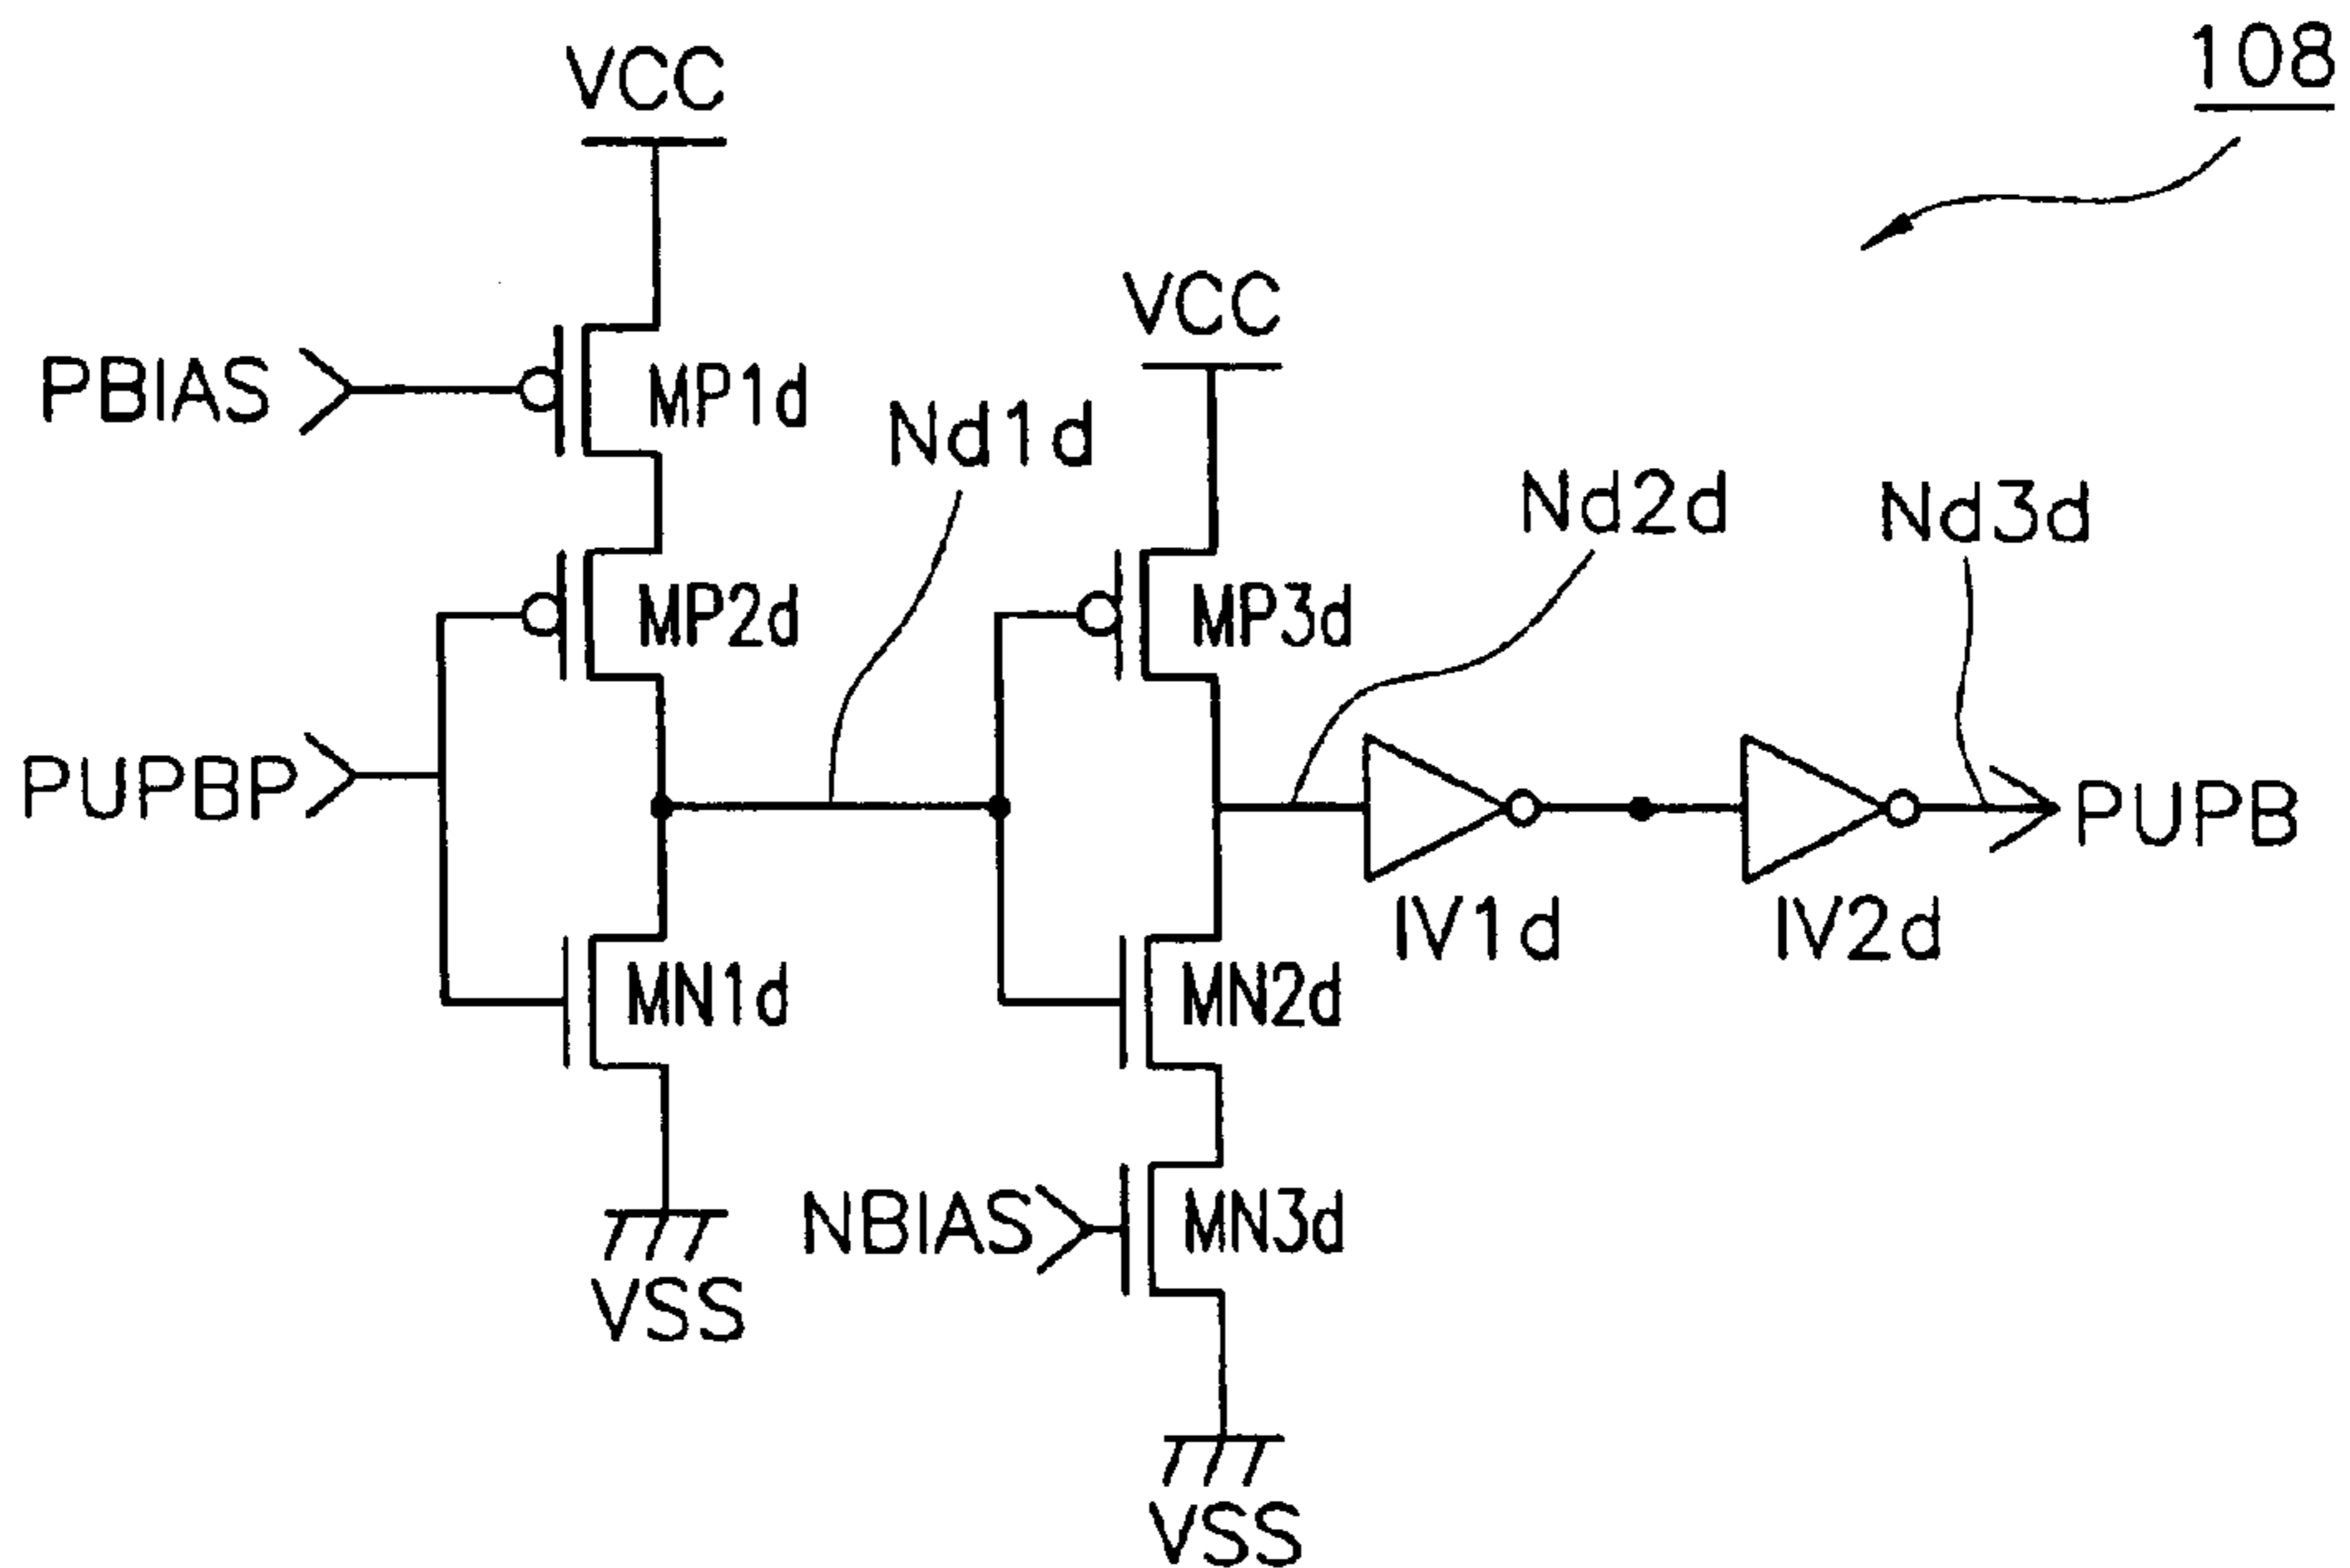 108
VCC
VCC
PBIAS
MP1d
Nd1d
Nd2d
Nd3d
MP2d
MP3d
PUPBP
PUPB
IV1d
IV2d
MN1d
MN2d
NBIAS
MN3d
VSS
VSS